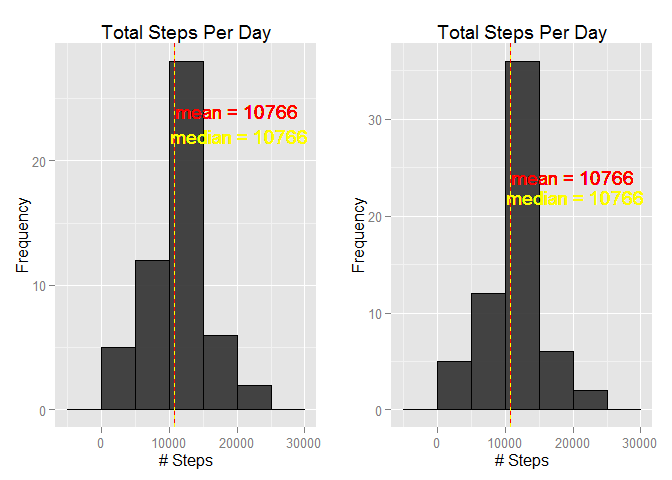 Total Steps Per Day
mean = 10766
median = 10766
20
10
0
Frequency
0 10000 20000 30000
# Steps
Total Steps Per Day
mean = 10766
median = 10766
30
20
10
0
Frequency
0 10000 20000 30000
# Steps